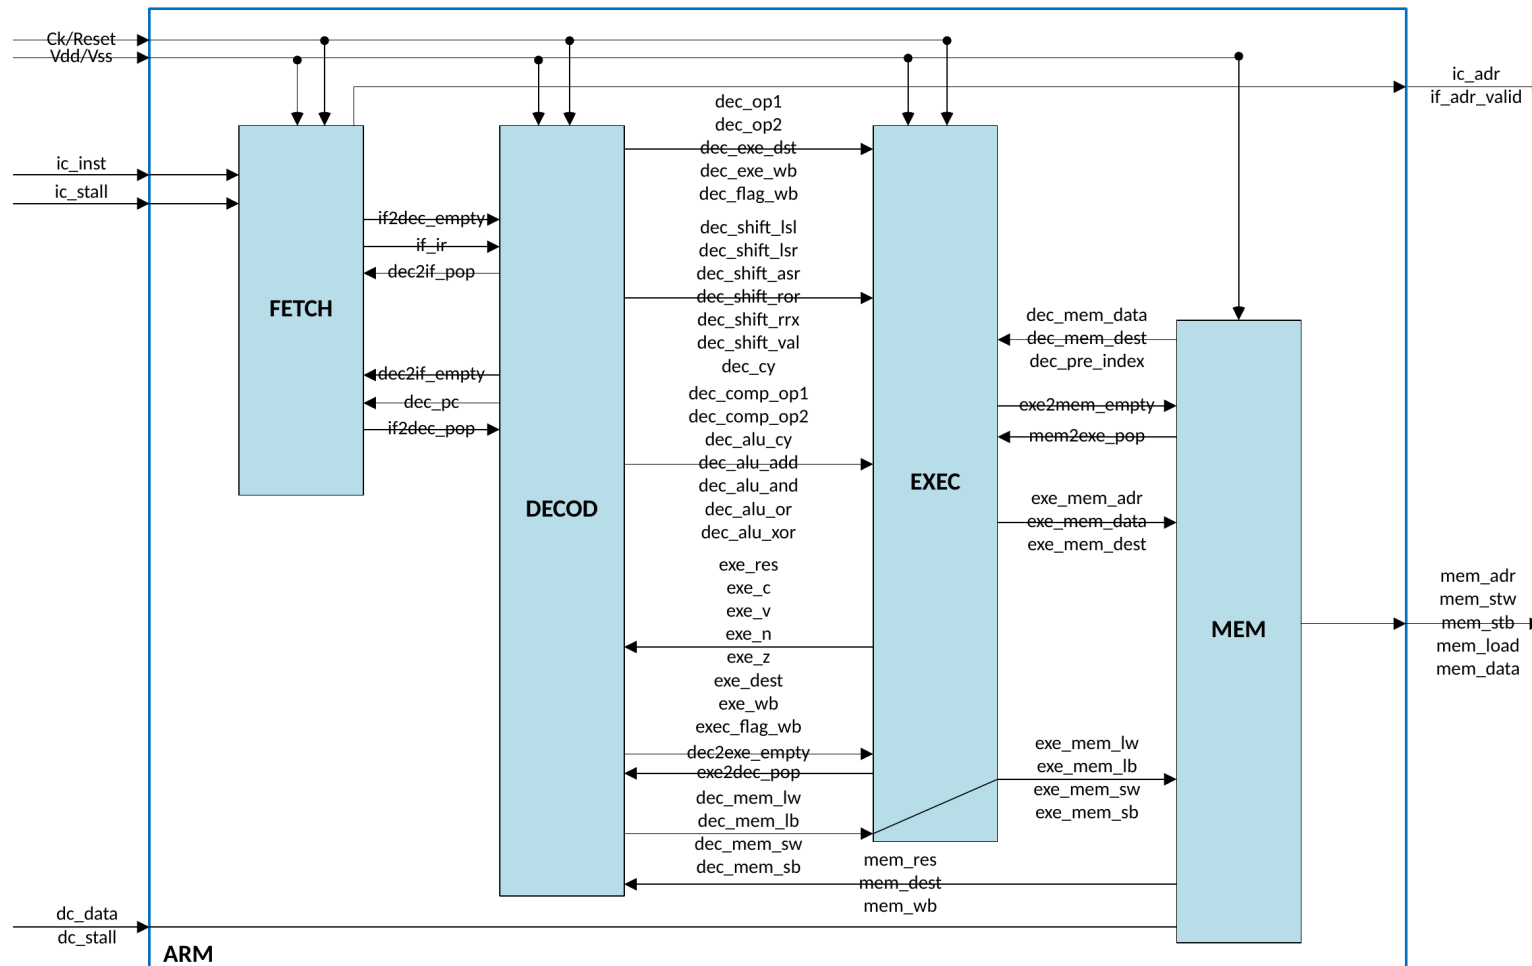 Ck/Reset
Vdd/Vss
ic_adr
if_adr_valid
ic_inst
ic_stall
FETCH
if2dec_empty
if_ir
dec2if_pop
dec2if_empty
dec_pc
if2dec_pop
DECOD
dec_op1
dec_op2
dec_exe_dst
dec_exe_wb
dec_flag_wb
dec_shift_lsl
dec_shift_lsr
dec_shift_asr
dec_shift_ror
dec_shift_rrx
dec_shift_val
dec_cy
dec_comp_op1
dec_comp_op2
dec_alu_cy
dec_alu_add
dec_alu_and
dec_alu_or
dec_alu_xor
exe_res
exe_c
exe_v
exe_n
exe_z
exe_dest
exe_wb
exec_flag_wb
dec2exe_empty
exe2dec_pop
dec_mem_lw
dec_mem_lb
dec_mem_sw
dec_mem_sb
EXEC
dec_mem_data
dec_mem_dest
dec_pre_index
exe2mem_empty
mem2exe_pop
exe_mem_adr
exe_mem_data
exe_mem_dest
exe_mem_lw
exe_mem_lb
exe_mem_sw
exe_mem_sb
mem_res
mem_dest
mem_wb
MEM
mem_adr
mem_stw
mem_stb
mem_load
mem_data
dc_data
dc_stall
ARM